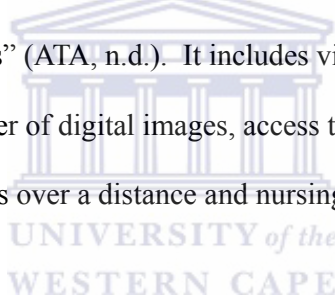 s” (ATA, n.d.).  It includes vi
er of digital images, access t
s over a distance and nursing
UNIVERSITY of the
WESTERN CAPE